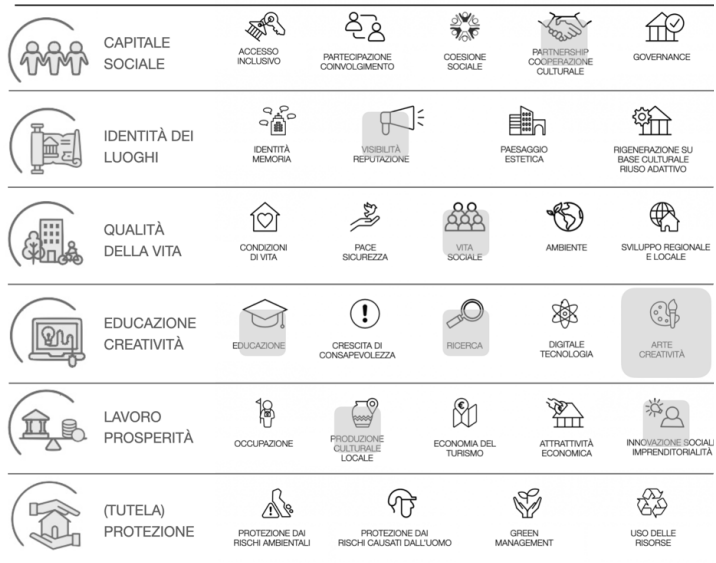 CAPITALE
SOCIALE
ACCESSO
INCLUSIVO
PARTECIPAZIONE
COINVOLGIMENTO
COESIONE
SOCIALE
PARTNERSHIP
COOPERAZIONE
CULTURALE
GOVERNANCE
IDENTITÀ DEI
LUOGHI
IDENTITÀ
MEMORIA
VISIBILITÀ
REPUTAZIONE
PAESAGGIO
ESTETICA
RIGENERAZIONE SU
BASE CULTURALE
RIUSO ADATTIVO
QUALITÀ
DELLA VITA
CONDIZIONI
DI VITA
PACE
SICUREZZA
VITA
SOCIALE
AMBIENTE
SVILUPPO REGIONALE
E LOCALE
EDUCAZIONE
CREATIVITÀ
EDUCAZIONE
CRESCITA DI
CONSAPEVOLEZZA
RICERCA
DIGITALE
TECNOLOGIA
ARTE
CREATIVITÀ
LAVORO
PROSPERITÀ
OCCUPAZIONE
PRODUZIONE
CULTURALE
LOCALE
ECONOMIA DEL
TURISMO
ATTRATTIVITÀ
ECONOMICA
INNOVAZIONE SOCIALE
IMPRENDITORIALITÀ
(TUTELA)
PROTEZIONE
PROTEZIONE DAI
RISCHI AMBIENTALI
PROTEZIONE DAI
RISCHI CAUSATI DALL'UOMO
GREEN
MANAGEMENT
USO DELLE
RISORSE